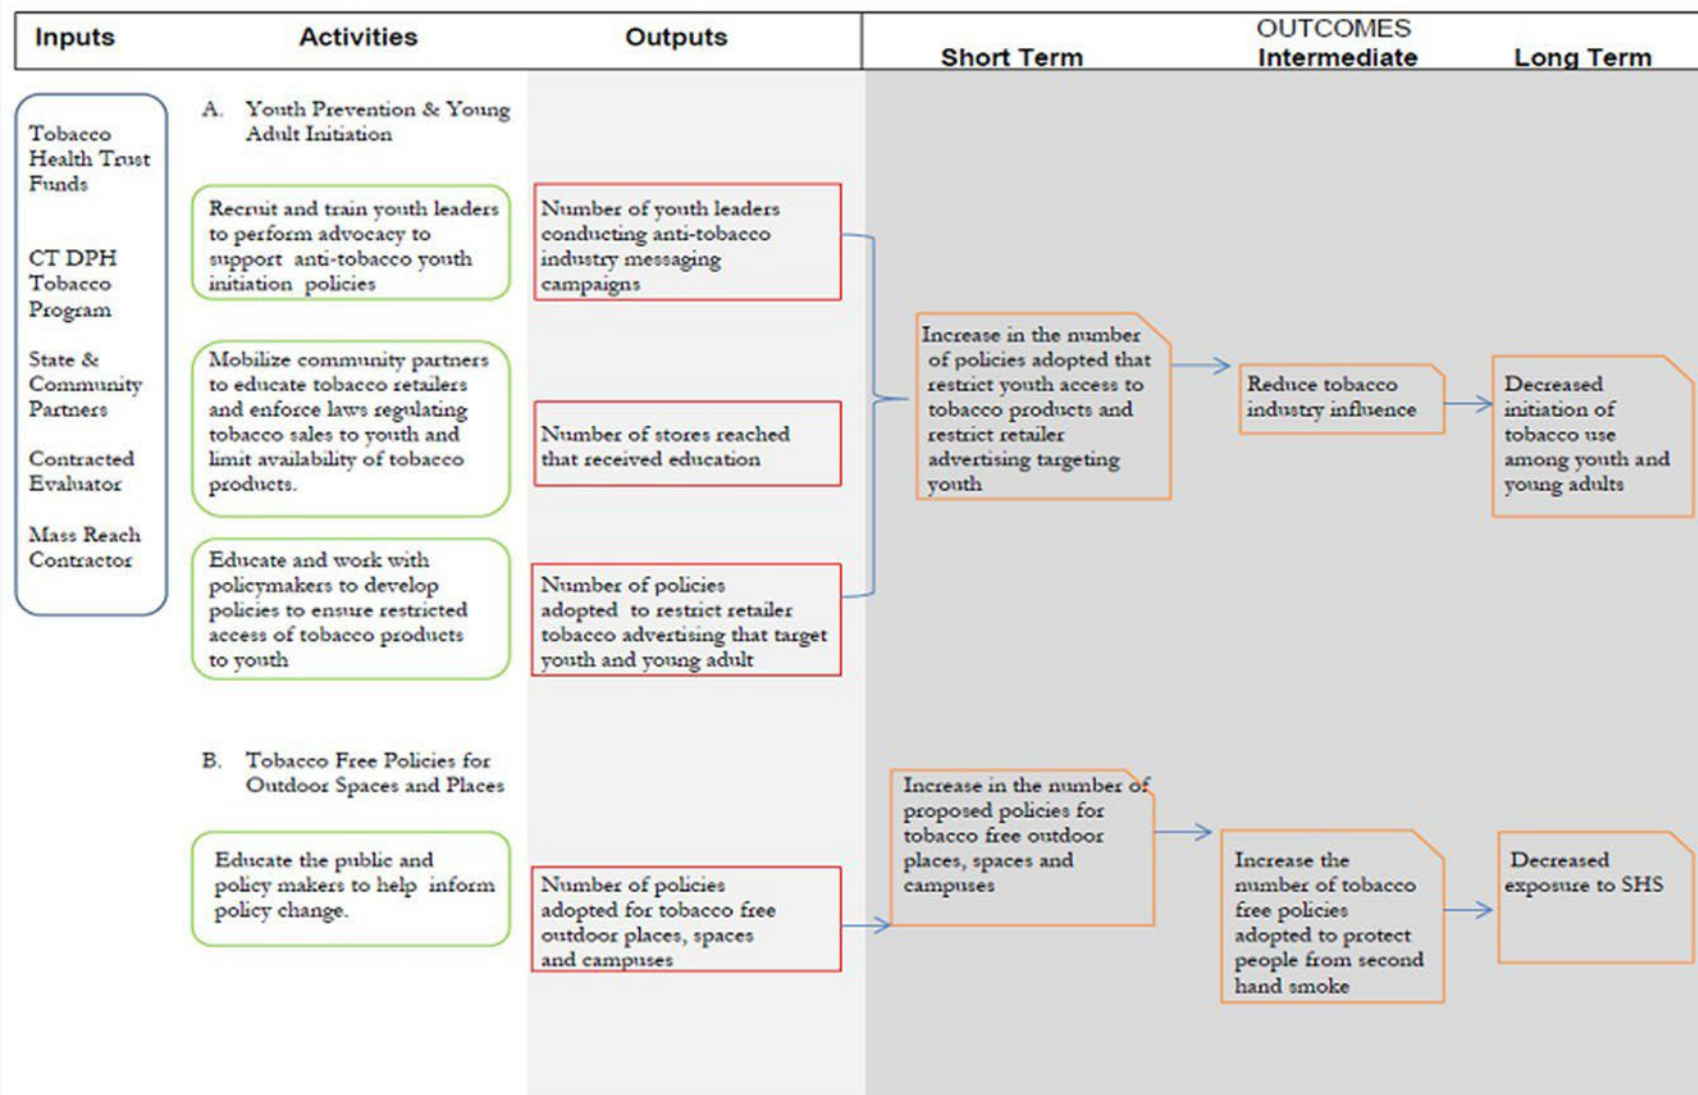 Inputs
Activities
Outputs
OUTCOMES
Short Term
Intermediate
Long Term
Tobacco
Health Trust
Funds
CT DPH
Tobacco
Program
State &
Community
Partners
Contracted
Evaluator
Mass Reach
Contractor
A. Youth Prevention & Young
Adult Initiation
Recruit and train youth leaders
to perform advocacy to
support anti-tobacco youth
initiation policies
Mobilize community partners
to educate tobacco retailers
and enforce laws regulating
tobacco sales to youth and
limit availability of tobacco
products.
Educate and work with
policymakers to develop
policies to ensure restricted
access of tobacco products
to youth
Number of youth leaders
conducting anti-tobacco
industry messaging
campaigns
Number of stores reached
that received education
Number of policies
adopted to restrict retailer
tobacco advertising that target
youth and young adult
Increase in the number
of policies adopted that
restrict youth access to
tobacco products and
restrict retailer
advertising targeting
youth
Reduce tobacco
industry influence
Decreased
initiation of
tobacco use
among youth and
young adults
B. Tobacco Free Policies for
Outdoor Spaces and Places
Educate the public and
policy makers to help inform
policy change.
Number of policies
adopted for tobacco free
outdoor places, spaces
and campuses
Increase in the number of
proposed policies for
tobacco free outdoor
places, spaces and
campuses
Increase the
number of tobacco
free policies
adopted to protect
people from second
hand smoke
Decreased
exposure to SHS